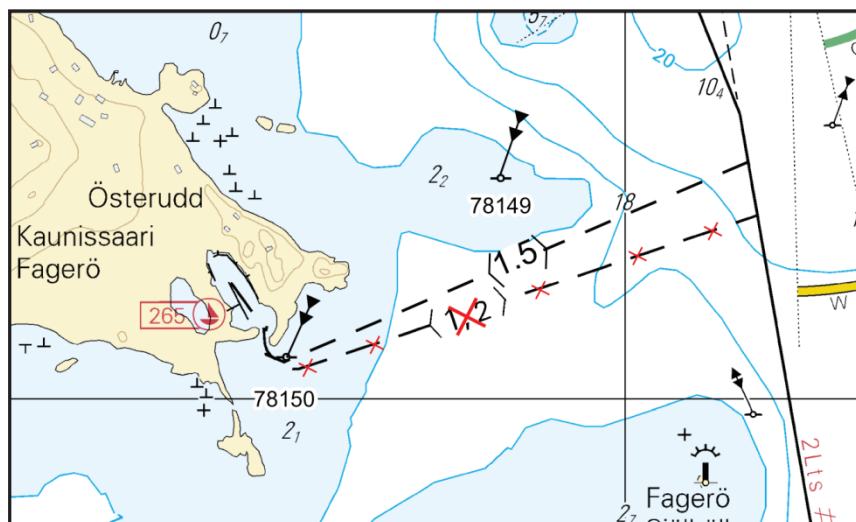 0₇
5₇
20
10₄
2₂
78149
18
Österudd
Kaunissaari
Fagerö
⟨1.5⟩
265
⟨1,2⟩
W
78150
2₁
Fagerö
2₇
2Lts